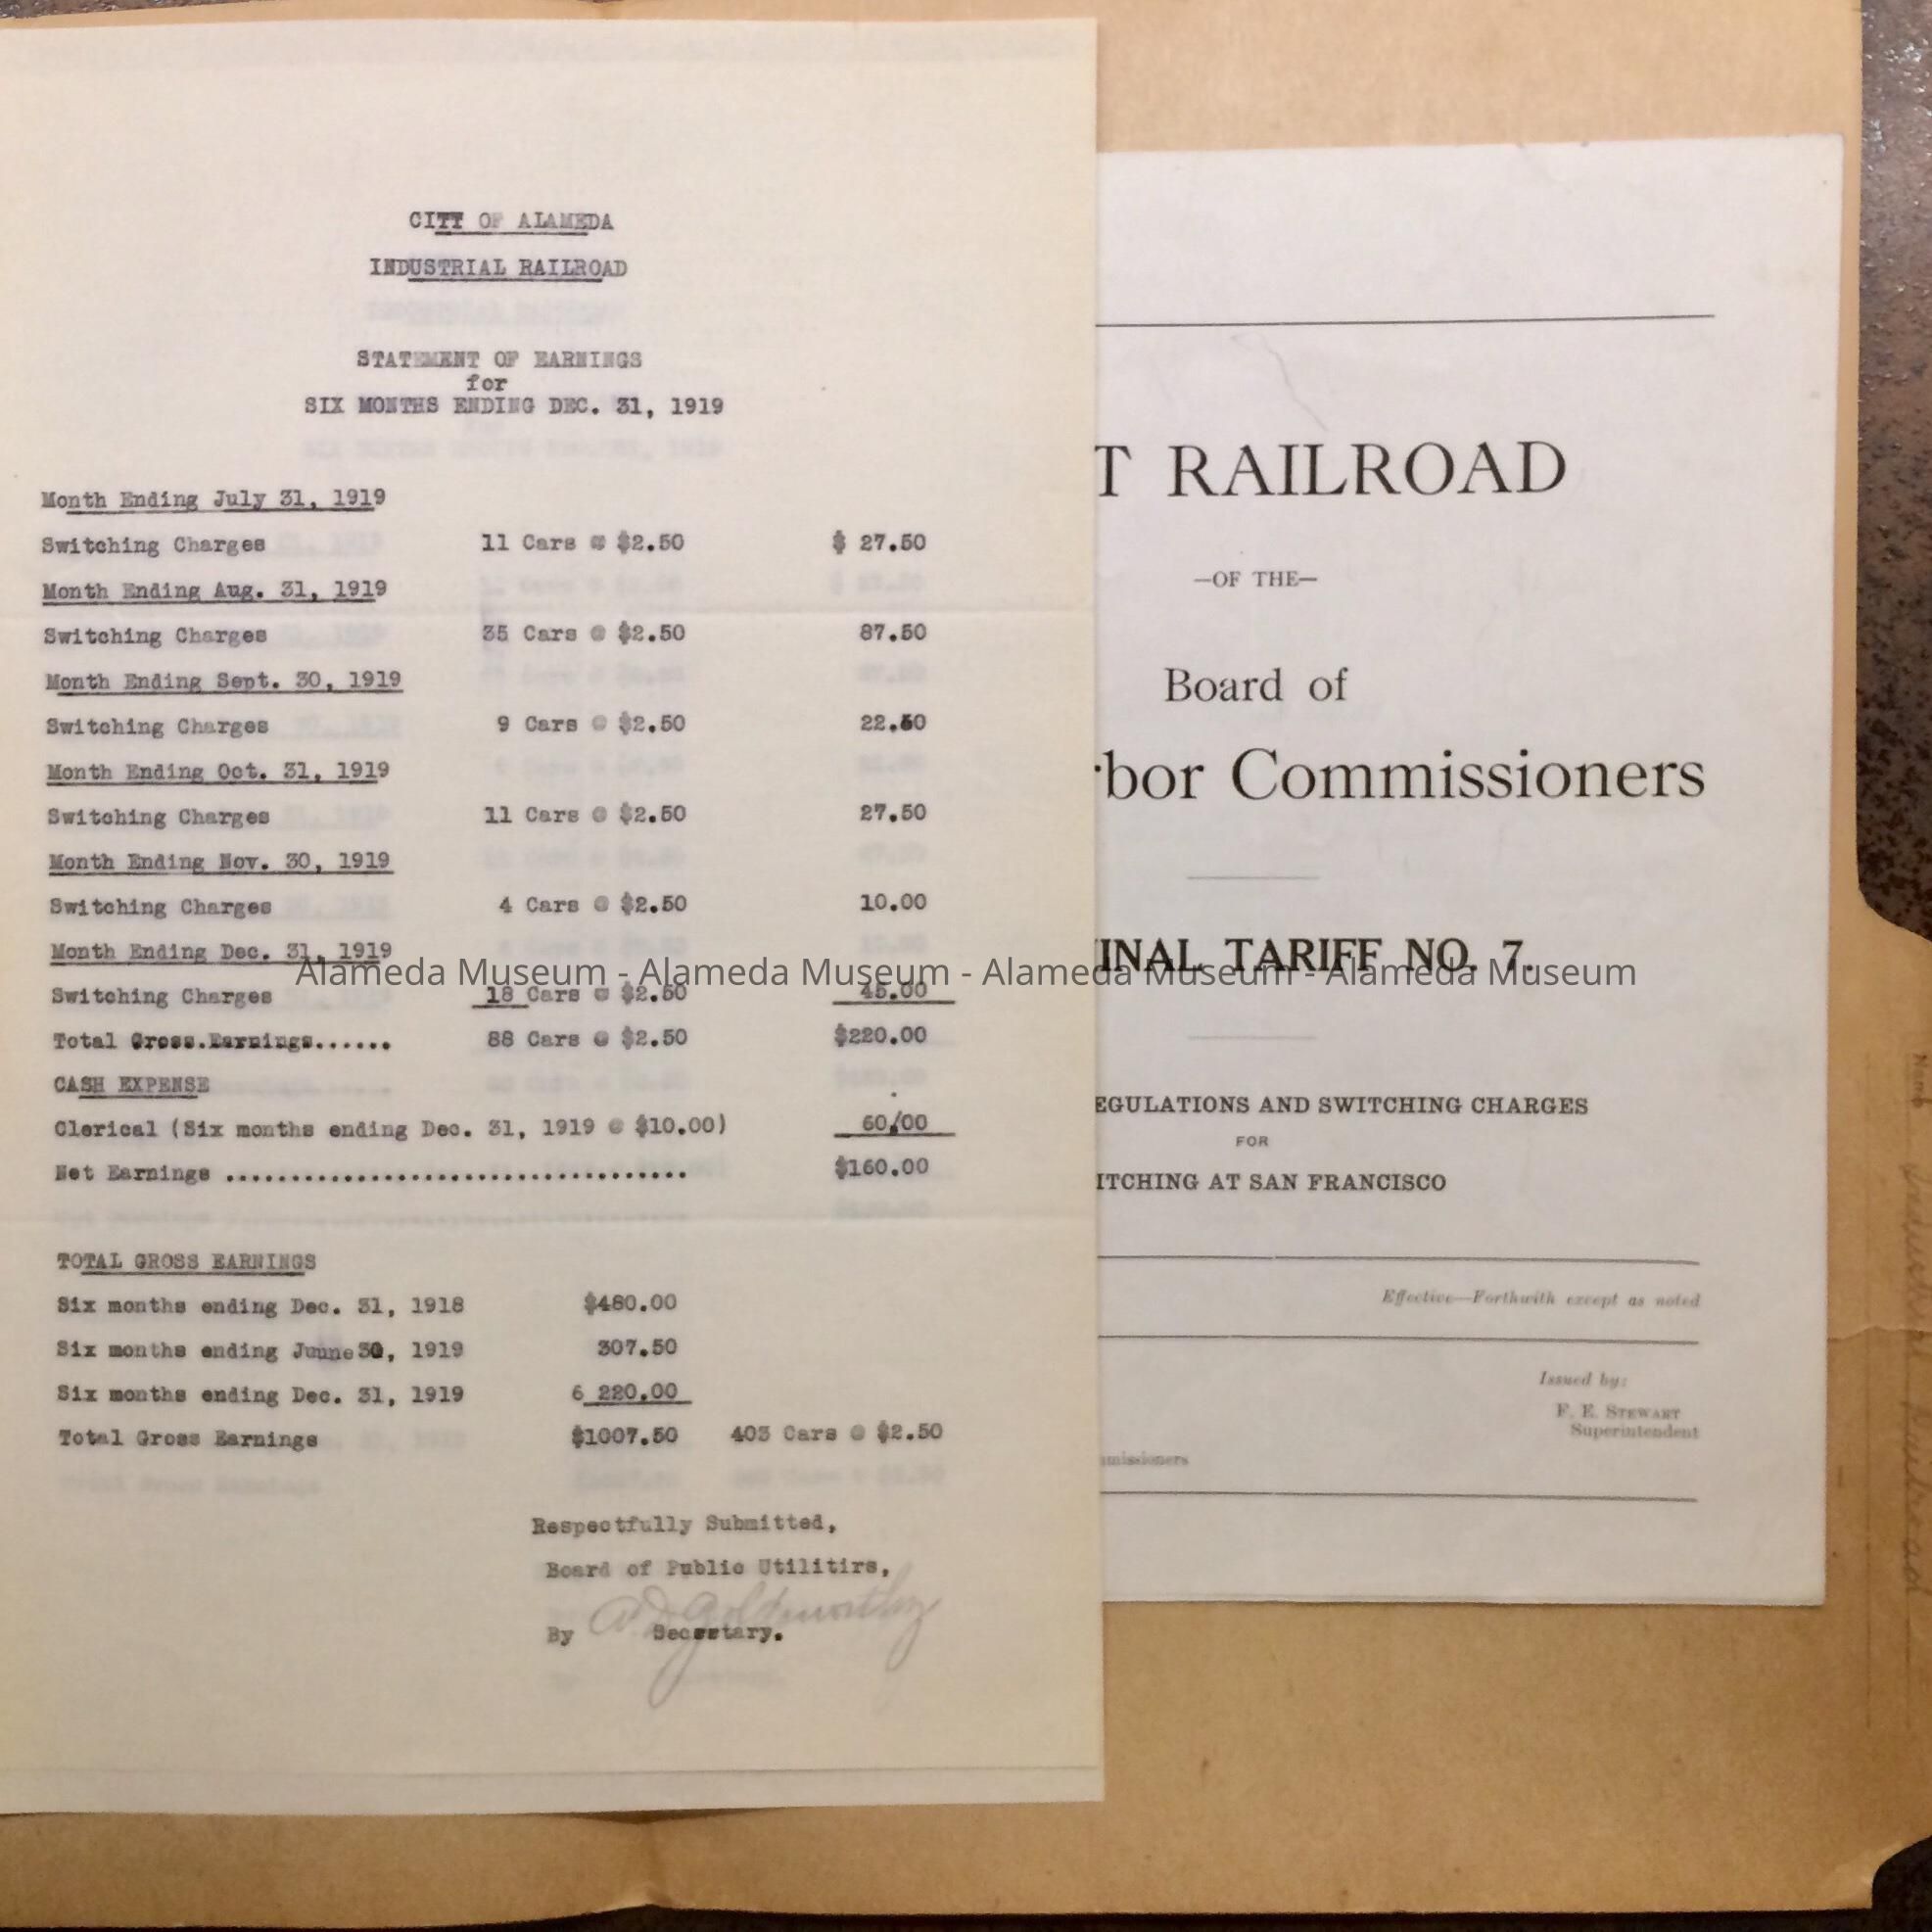 CITY OF ALAMEDA
INDUSTRIAL RAILROAD
STATEMENT OF EARNINGS
for
SIX MONTHS ENDING DEC. 31, 1919
Month Ending July 31, 1919
Switching Charges 11 Cars @ $2.50 $ 27.50
Month Ending Aug. 31, 1919
Switching Charges 35 Cars @ $2.50 87.50
Month Ending Sept. 30, 1919
Switching Charges 9 Cars @ $2.50 22.50
Month Ending Oct. 31, 1919
Switching Charges 11 Cars @ $2.50 27.50
Month Ending Nov. 30, 1919
Switching Charges 4 Cars @ $2.50 10.00
Month Ending Dec. 31, 1919
Switching Charges 18 Cars @ $2.50 45.00
Total Gross.Earnings...... 88 Cars @ $2.50 $220.00
CASH EXPENSE
Clerical (Six months ending Dec. 31, 1919 @ $10.00) 60/00
Net Earnings ................................... $160.00
TOTAL GROSS EARNINGS
Six months ending Dec. 31, 1918 $480.00
Six months ending Juune 30, 1919 307.50
Six months ending Dec. 31, 1919 6 220.00
Total Gross Earnings $1007.50 403 Cars @ $2.50
Respectfully Submitted,
Board of Public Utilitirs,
A D Goldsworthy
By Secretary.
T RAILROAD
—OF THE—
Board of
rbor Commissioners
INAL TARIFF NO. 7.
EGULATIONS AND SWITCHING CHARGES
FOR
ITCHING AT SAN FRANCISCO
Effective—Forthwith except as noted
Issued by:
F. E. STEWART
Superintendent
mmissioners
Industrial Railroad
Alameda Museum - Alameda Museum - Alameda Museum - Alameda Museum